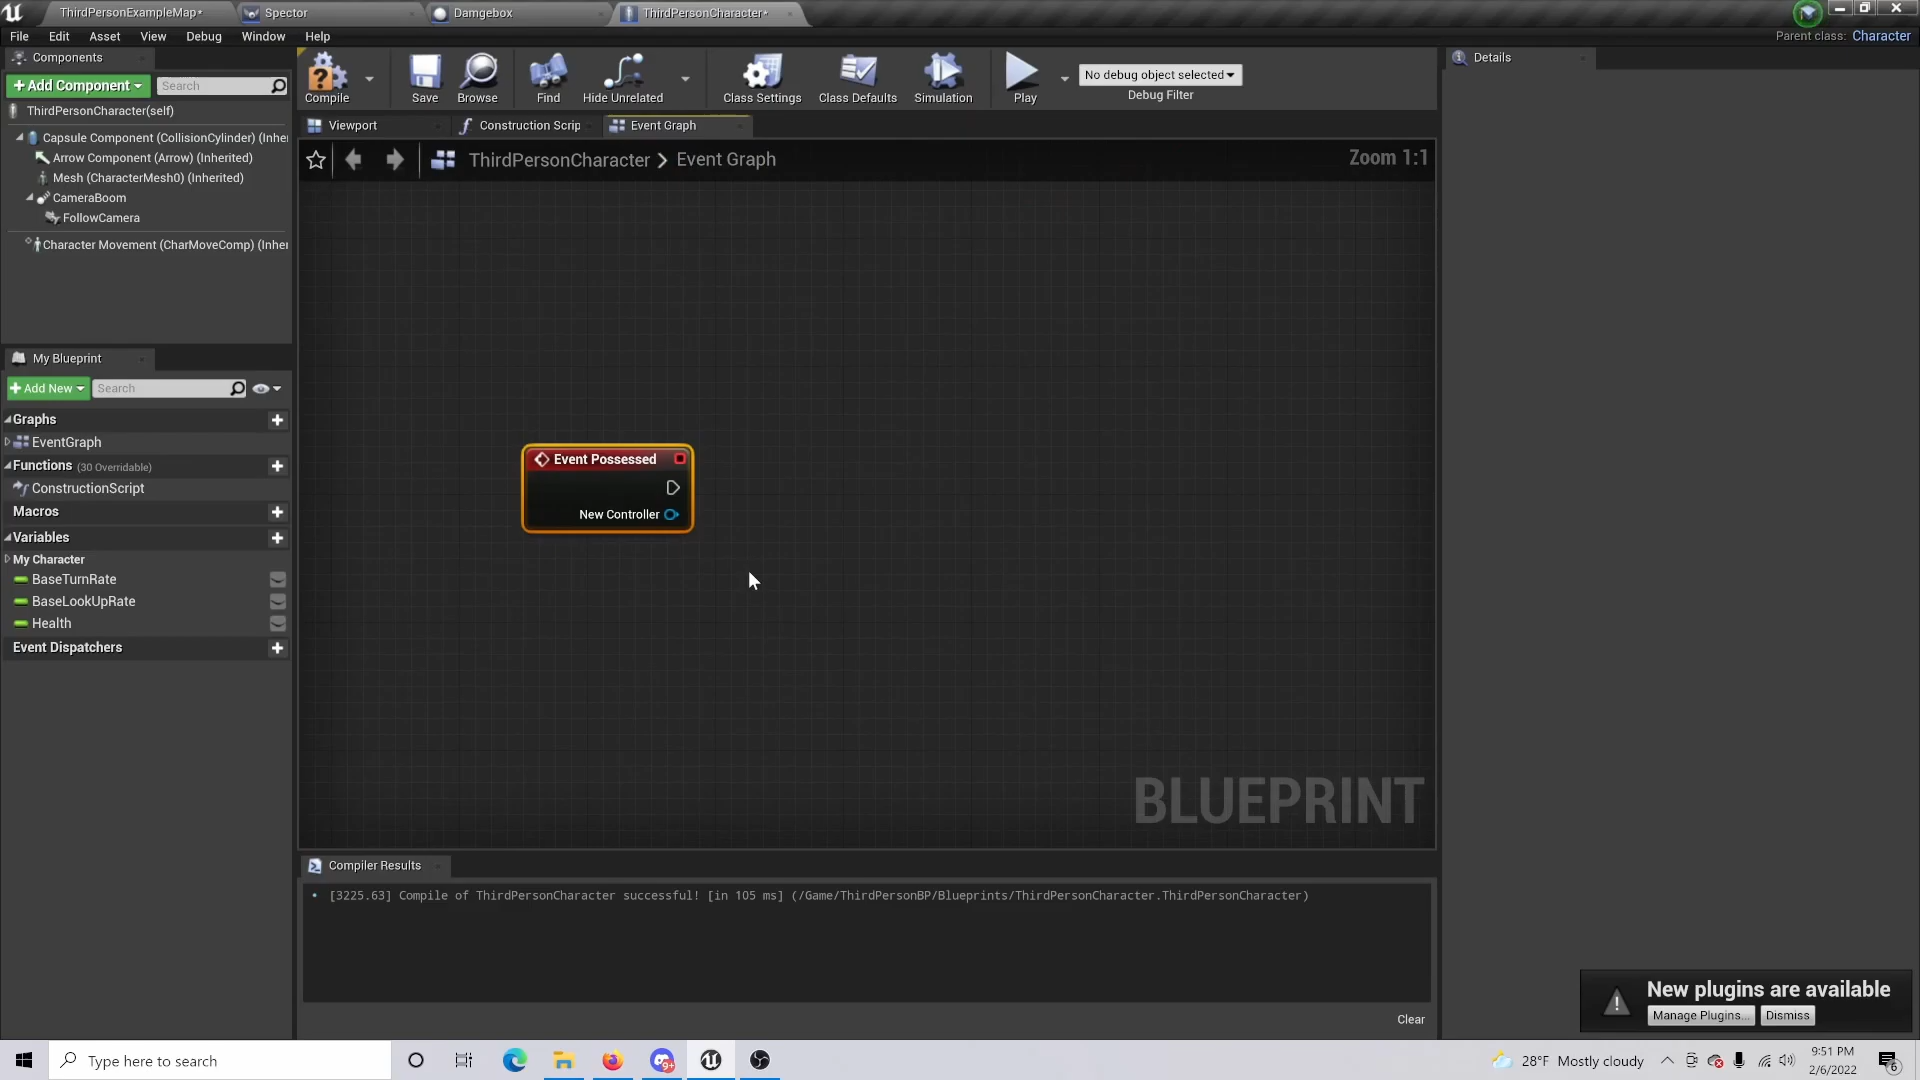 ThirdPersonExampleMap*
Spector
Damgebox
ThirdPersonCharacter*
File Edit Asset View Debug Window Help
Parent class: Character
Components
+ Add Component
Search
ThirdPersonCharacter(self)
Capsule Component (CollisionCylinder) (Inhe
Arrow Component (Arrow) (Inherited)
Mesh (CharacterMesh0) (Inherited)
CameraBoom
FollowCamera
Character Movement (CharMoveComp) (Inhe
Compile
Save
Browse
Find
Hide Unrelated
Class Settings
Class Defaults
Simulation
Play
No debug object selected
Debug Filter
Details
Viewport
Construction Scrip
Event Graph
ThirdPersonCharacter > Event Graph
Zoom 1:1
My Blueprint
+ Add New
Search
Graphs
EventGraph
Functions (30 Overridable)
ConstructionScript
Macros
Variables
My Character
BaseTurnRate
BaseLookUpRate
Health
Event Dispatchers
Event Possessed
New Controller
BLUEPRINT
Compiler Results
• [3225.63] Compile of ThirdPersonCharacter successful! [in 105 ms] (/Game/ThirdPersonBP/Blueprints/ThirdPersonCharacter.ThirdPersonCharacter)
Clear
New plugins are available
Manage Plugins...
Dismiss
Type here to search
9+
28°F Mostly cloudy
9:51 PM
2/6/2022
6